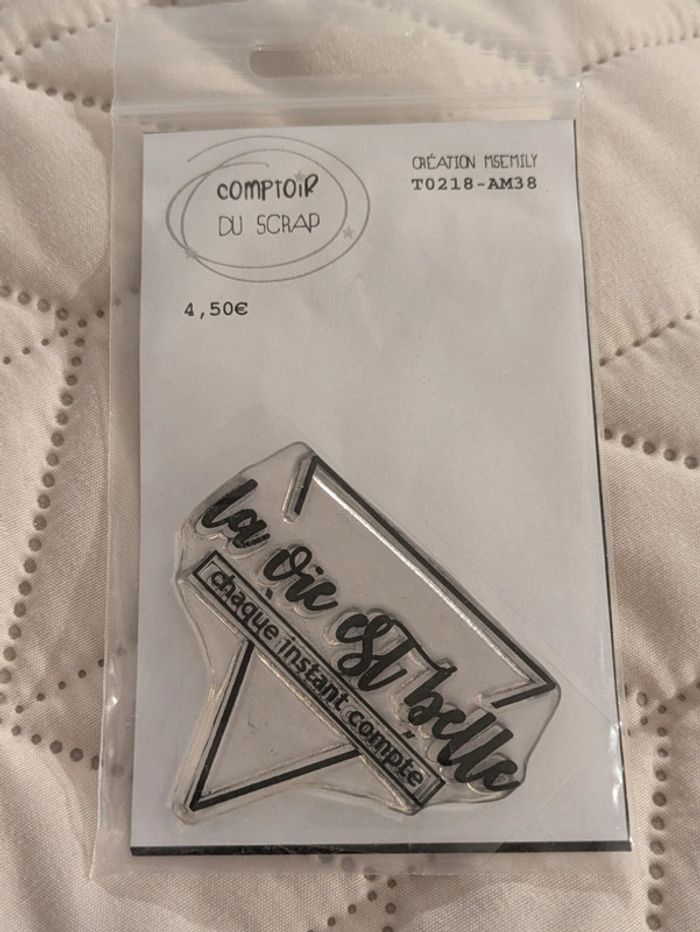 COMPTOIR
DU SCRAP
CRÉATION MSEMILY
T0218-AM38
4,50€
la vie est belle
chaque instant compte